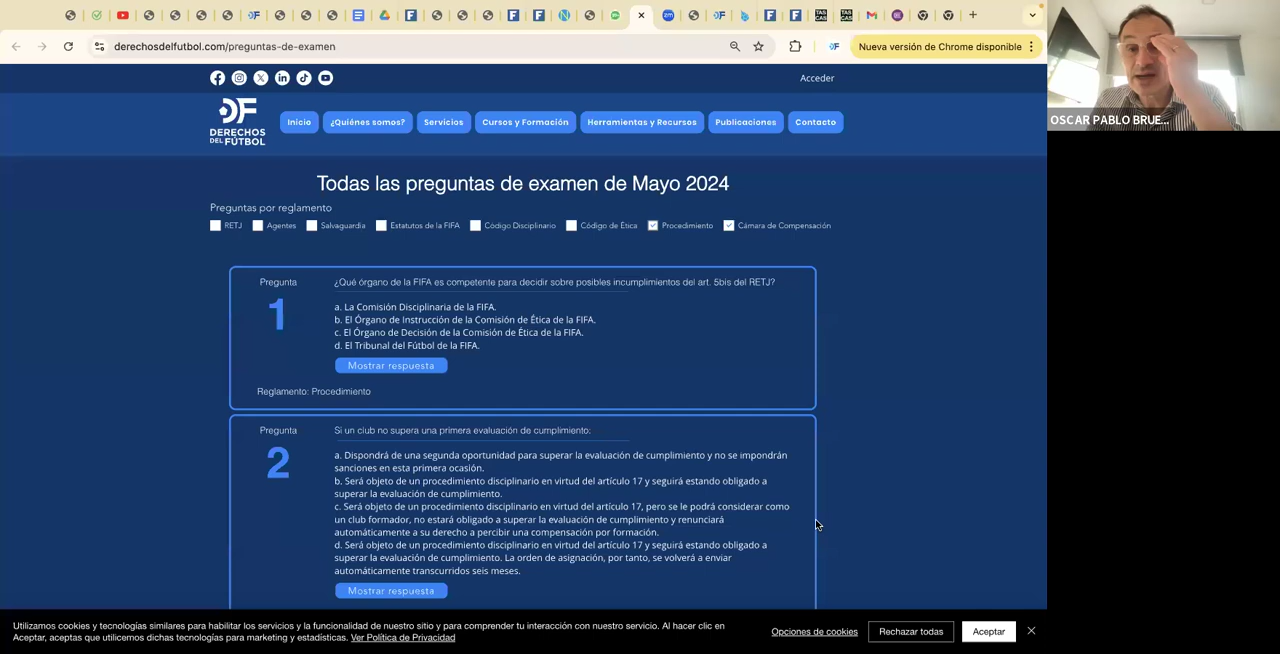 derechosdelfutbol.com/preguntas-de-examen
Nueva versión de Chrome disponible
Acceder
DF
DERECHOS
DEL FÚTBOL
Inicio
¿Quiénes somos?
Servicios
Cursos y Formación
Herramientas y Recursos
Publicaciones
Contacto
OSCAR PABLO BRUE...
Todas las preguntas de examen de Mayo 2024
Preguntas por reglamento
RETJ
Agentes
Salvaguardia
Estatutos de la FIFA
Código Disciplinario
Código de Ética
Procedimiento
Cámara de Compensación
Pregunta
1
¿Qué órgano de la FIFA es competente para decidir sobre posibles incumplimientos del art. 5bis del RETJ?
a. La Comisión Disciplinaria de la FIFA.
b. El Órgano de Instrucción de la Comisión de Ética de la FIFA.
c. El Órgano de Decisión de la Comisión de Ética de la FIFA.
d. El Tribunal del Fútbol de la FIFA.
Mostrar respuesta
Reglamento: Procedimiento
Pregunta
2
Si un club no supera una primera evaluación de cumplimiento:
a. Dispondrá de una segunda oportunidad para superar la evaluación de cumplimiento y no se impondrán
sanciones en esta primera ocasión.
b. Será objeto de un procedimiento disciplinario en virtud del artículo 17 y seguirá estando obligado a
superar la evaluación de cumplimiento.
c. Será objeto de un procedimiento disciplinario en virtud del artículo 17, pero se le podrá considerar como
un club formador, no estará obligado a superar la evaluación de cumplimiento y renunciará
automáticamente a su derecho a percibir una compensación por formación.
d. Será objeto de un procedimiento disciplinario en virtud del artículo 17 y seguirá estando obligado a
superar la evaluación de cumplimiento. La orden de asignación, por tanto, se volverá a enviar
automáticamente transcurridos seis meses.
Mostrar respuesta
Utilizamos cookies y tecnologías similares para habilitar los servicios y la funcionalidad de nuestro sitio y para comprender tu interacción con nuestro servicio. Al hacer clic en
Aceptar, aceptas que utilicemos dichas tecnologías para marketing y estadísticas. Ver Política de Privacidad
Opciones de cookies
Rechazar todas
Aceptar